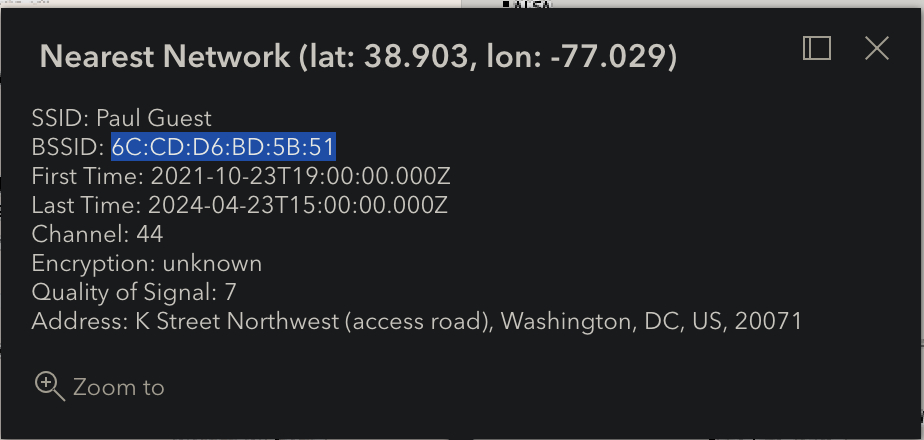 Nearest Network (lat: 38.903, lon: -77.029)
SSID: Paul Guest
BSSID: 6C:CD:D6:BD:5B:51
First Time: 2021-10-23T19:00:00.000Z
Last Time: 2024-04-23T15:00:00.000Z
Channel: 44
Encryption: unknown
Quality of Signal: 7
Address: K Street Northwest (access road), Washington, DC, US, 20071
Zoom to